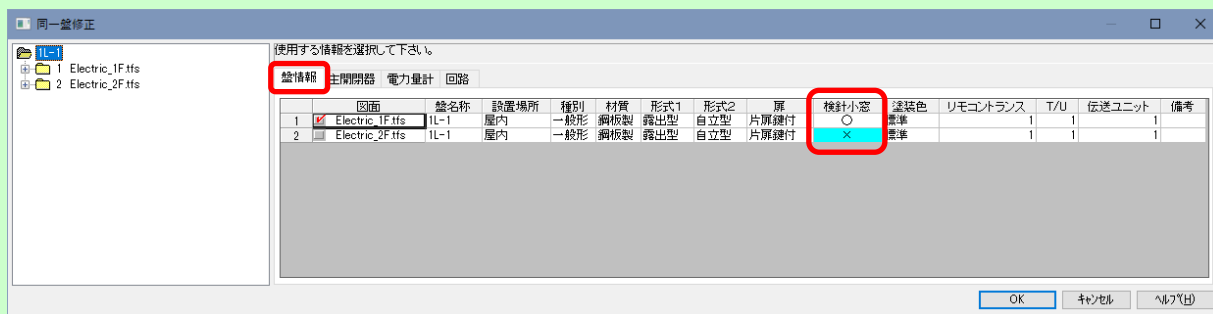 同一盤修正
1L-1
1 Electric_1F.tfs
2 Electric_2F.tfs
使用する情報を選択して下さい。
盤情報 主開閉器 電力量計 回路
図面 盤名称 設置場所 種別 材質 形式1 形式2 扉 検針小窓 塗装色 リモコントランス T/U 伝送ユニット 備考
1 Electric_1F.tfs 1L-1 屋内 一般形 鋼板製 露出型 自立型 片扉鍵付 ○ 標準 1 1 1
2 Electric_2F.tfs 1L-1 屋内 一般形 鋼板製 露出型 自立型 片扉鍵付 × 標準 1 1 1
OK キャンセル ヘルプ(H)